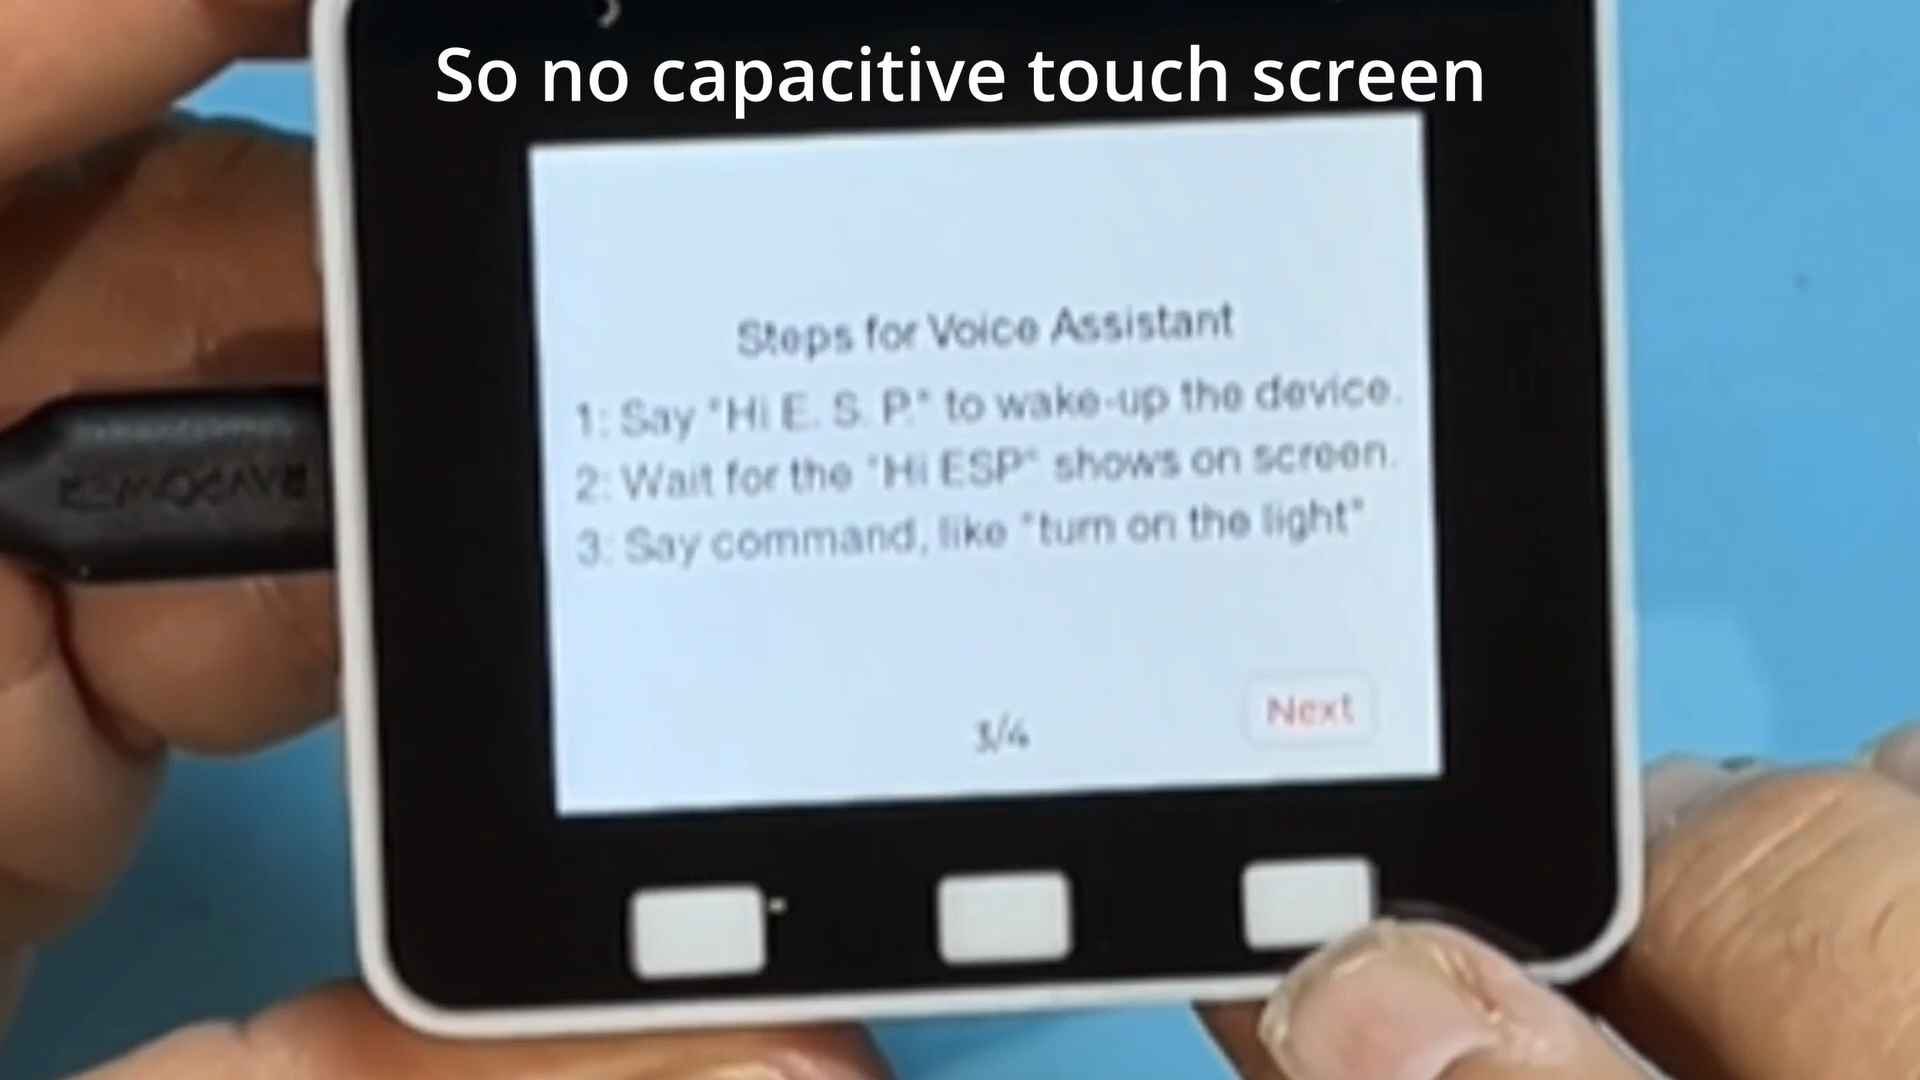 So no capacitive touch screen
Steps for Voice Assistant
1: Say "Hi E. S. P." to wake-up the device.
2: Wait for the "Hi ESP" shows on screen.
3: Say command, like "turn on the light".
Next
3/4